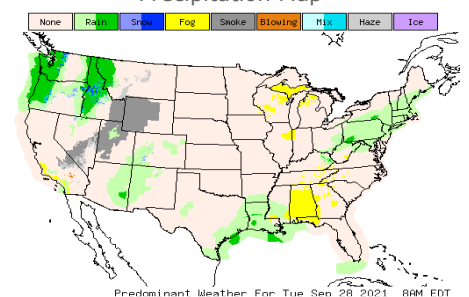 Precipitation Map
None Rain Snow Fog Smoke Blowing Mix Haze Ice
Predominant Weather For Tue Sep 28 2021 8AM EDT